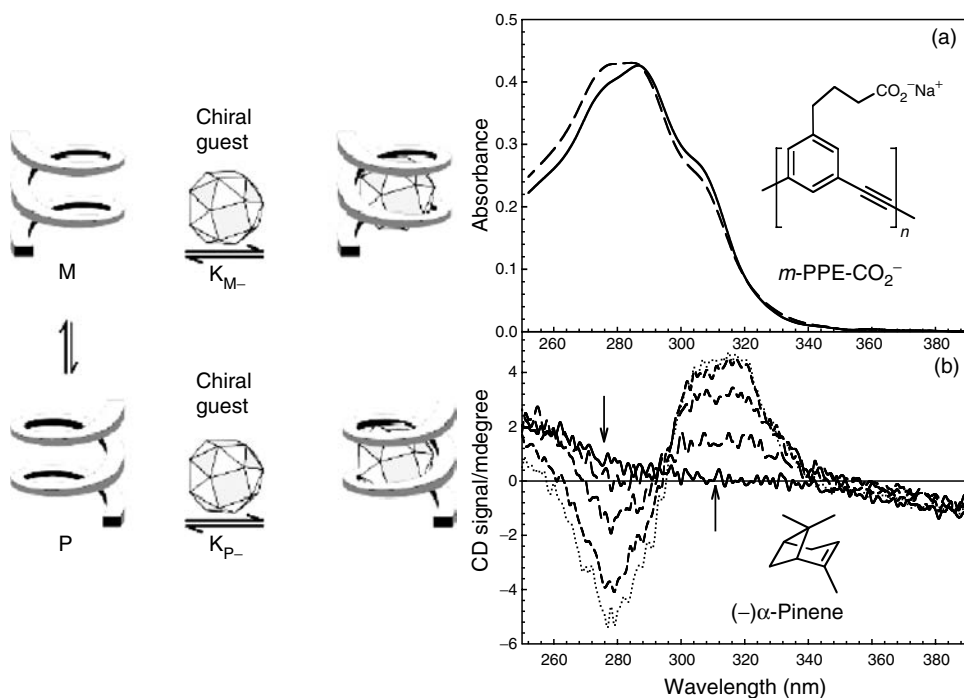 Chiral
guest
M
K_M−
Chiral
guest
P
K_P−
0.5
0.4
0.3
0.2
0.1
0.0
Absorbance
(a)
CO₂⁻Na⁺
n
m-PPE-CO₂⁻
260 280 300 320 340 360 380
4
2
0
−2
−4
−6
CD signal/mdegree
(b)
(−)α-Pinene
260 280 300 320 340 360 380
Wavelength (nm)